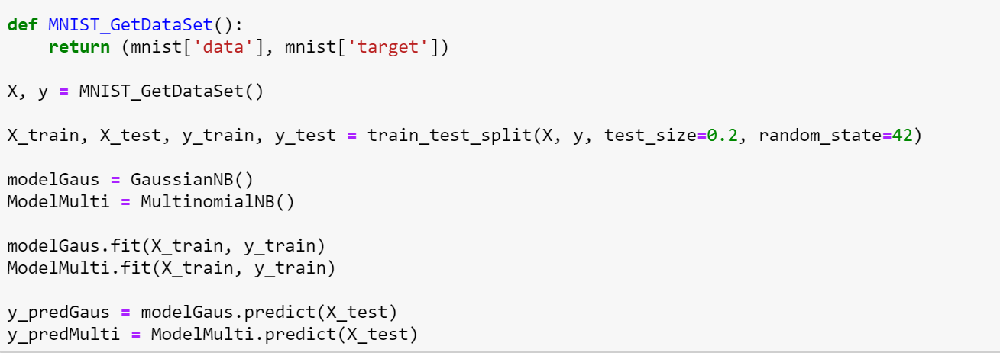 def MNIST_GetDataSet():
    return (mnist['data'], mnist['target'])
X, y = MNIST_GetDataSet()
X_train, X_test, y_train, y_test = train_test_split(X, y, test_size=0.2, random_state=42)
modelGaus = GaussianNB()
ModelMulti = MultinomialNB()
modelGaus.fit(X_train, y_train)
ModelMulti.fit(X_train, y_train)
y_predGaus = modelGaus.predict(X_test)
y_predMulti = ModelMulti.predict(X_test)